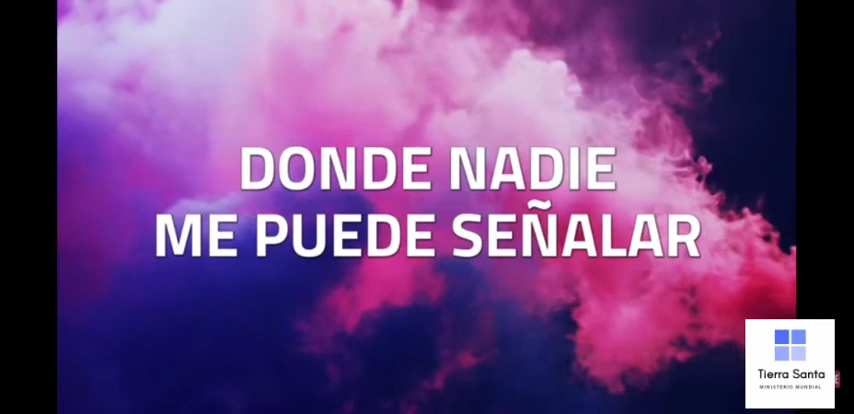 DONDE NADIE
ME PUEDE SEÑALAR
Tierra Santa
MINISTERIO MUNDIAL